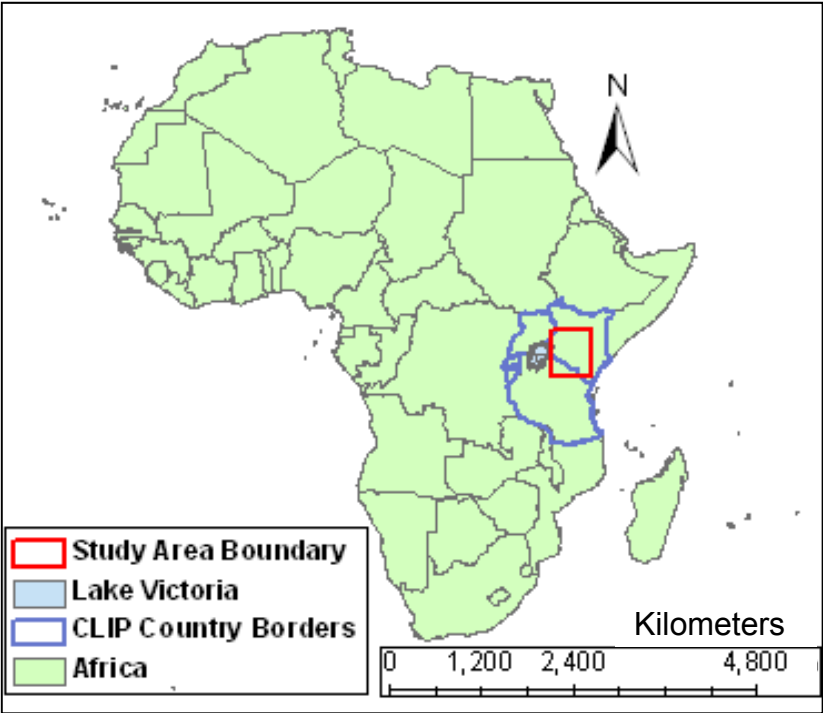 N
Study Area Boundary
Lake Victoria
CLIP Country Borders
Africa
Kilometers
0 1,200 2,400 4,800